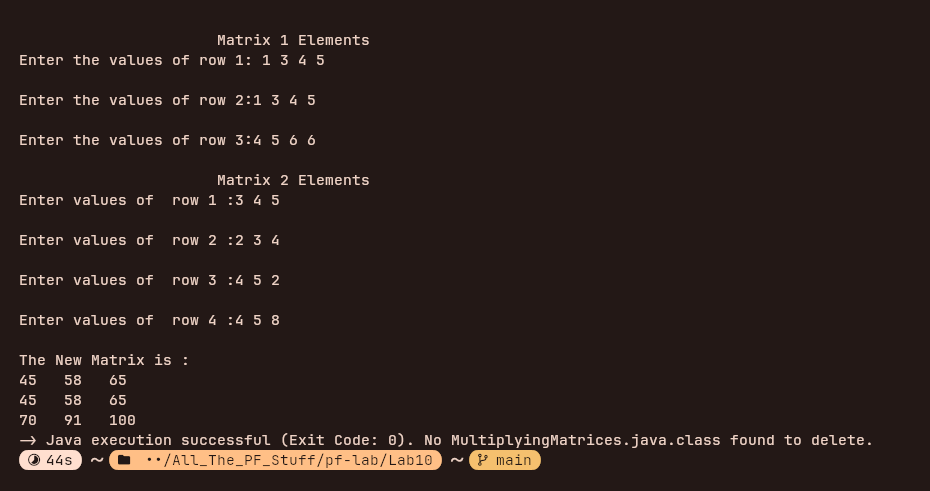 Matrix 1 Elements
Enter the values of row 1: 1 3 4 5
Enter the values of row 2:1 3 4 5
Enter the values of row 3:4 5 6 6
Matrix 2 Elements
Enter values of  row 1 :3 4 5
Enter values of  row 2 :2 3 4
Enter values of  row 3 :4 5 2
Enter values of  row 4 :4 5 8
The New Matrix is :
45   58   65
45   58   65
70   91   100
—> Java execution successful (Exit Code: 0). No MultiplyingMatrices.java.class found to delete.
44s ~ ··/All_The_PF_Stuff/pf-lab/Lab10 ~ main